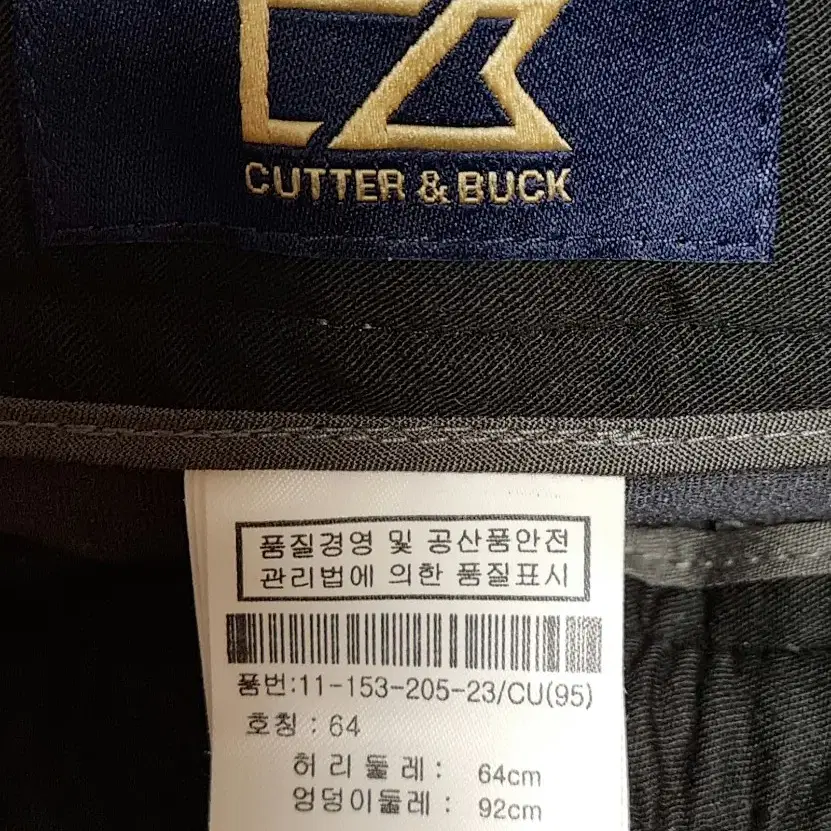 CUTTER & BUCK
품질경영 및 공산품안전
관리법에 의한 품질표시
품번:11-153-205-23/CU(95)
호칭 : 64
허리둘레 : 64cm
엉덩이둘레 : 92cm